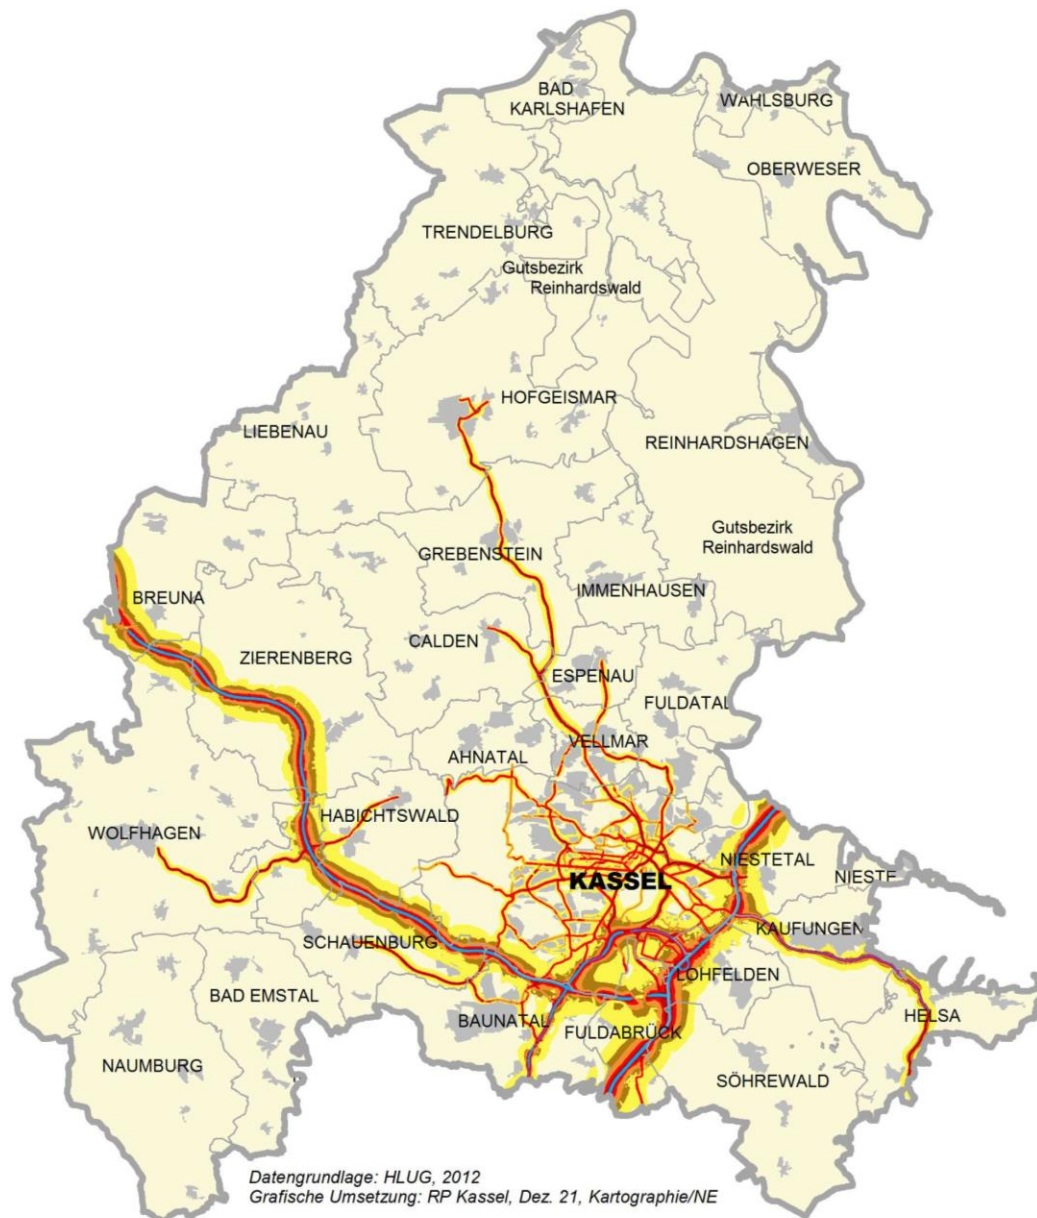 BAD
KARLSHAFEN
WAHLSBURG
OBERWESER
TRENDELBURG
Gutsbezirk
Reinhardswald
HOFGEISMAR
LIEBENAU
REINHARDSHAGEN
Gutsbezirk
Reinhardswald
GREBENSTEIN
IMMENHAUSEN
BREUNA
CALDEN
ZIERENBERG
ESPENAU
FULDATAL
VELLMAR
AHNATAL
HABICHTSWALD
WOLFHAGEN
NIESTETAL
NIESTE
KASSEL
KAUFUNGEN
SCHAUENBURG
LOHFELDEN
BAD EMSTAL
HELSA
BAUNATAL
FULDABRÜCK
NAUMBURG
SÖHREWALD
Datengrundlage: HLUG, 2012
Grafische Umsetzung: RP Kassel, Dez. 21, Kartographie/NE